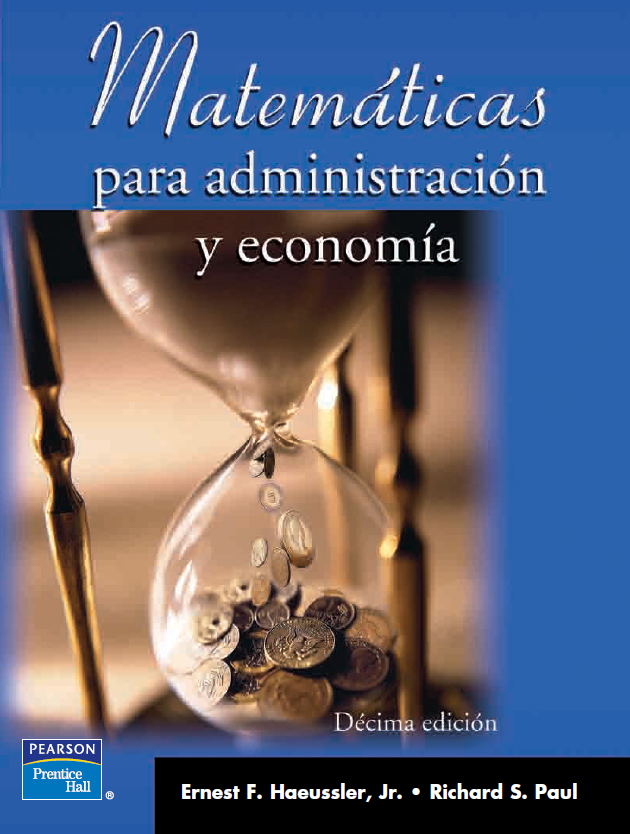 Matemáticas
para administración
y economía
Décima edición
PEARSON
Prentice
Hall
®
Ernest F. Haeussler, Jr. • Richard S. Paul